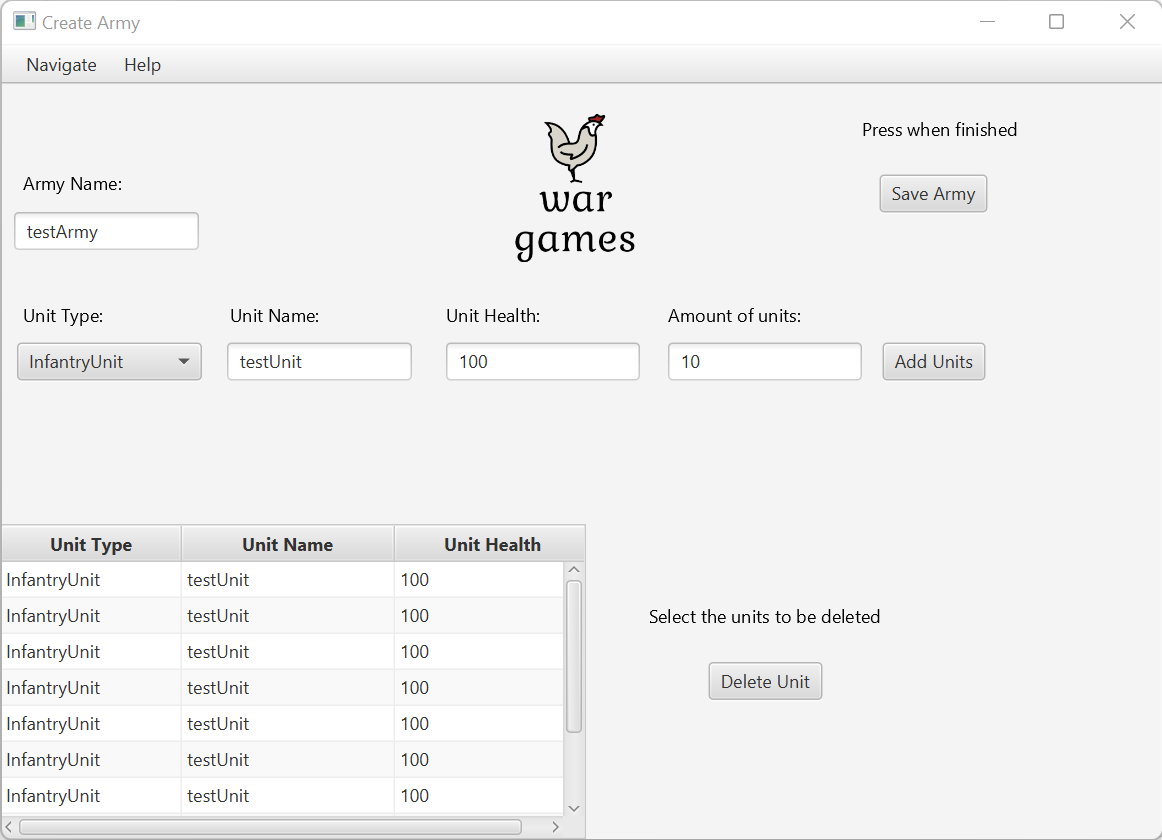 Create Army
Navigate Help
Press when finished
Army Name:
Save Army
testArmy
war
games
Unit Type: Unit Name: Unit Health: Amount of units:
InfantryUnit testUnit 100 10 Add Units
Unit Type Unit Name Unit Health
InfantryUnit testUnit 100
InfantryUnit testUnit 100
InfantryUnit testUnit 100
InfantryUnit testUnit 100
InfantryUnit testUnit 100
InfantryUnit testUnit 100
InfantryUnit testUnit 100
Select the units to be deleted
Delete Unit